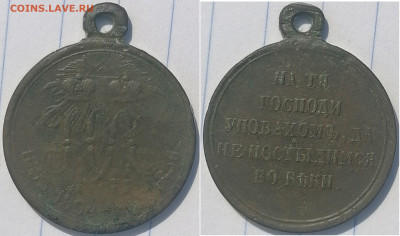 COINS.LAVE.RU
НА ТЯ
ГОСПОДИ
УПОВАХОМЪ, ДА
НЕ ПОСТЫДИМСЯ
ВО ВѢКИ.